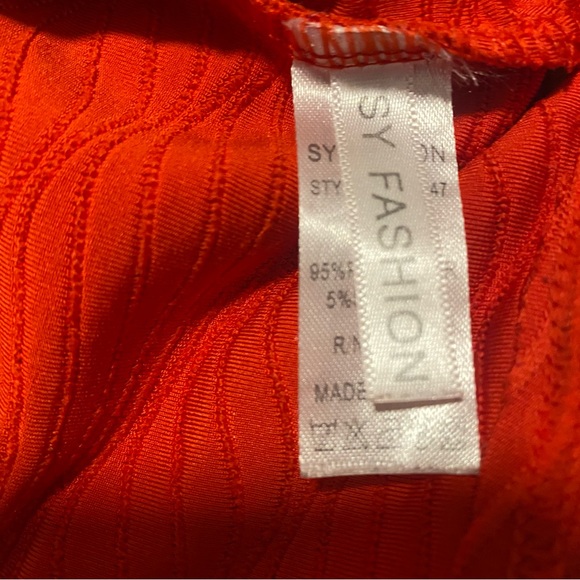 SY FASHION
SY ON
STY 47
95% R
5%
R/N
MADE